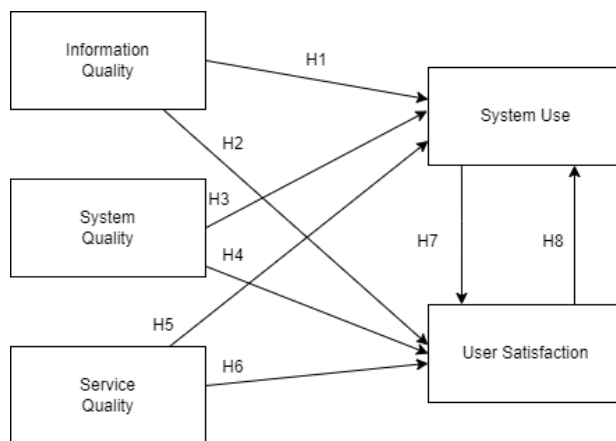 Information
Quality
H1
System Use
H2
System
Quality
H3
H4
H7
H8
H5
Service
Quality
H6
User Satisfaction